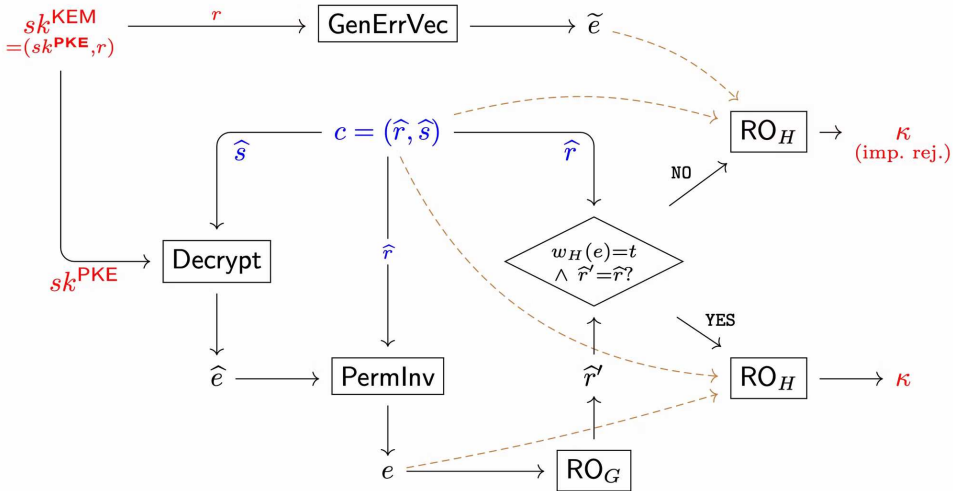 sk^KEM
=(sk^PKE,r)
r
GenErrVec
ẽ
c = (r̂, ŝ)
ŝ
r̂
RO_H
κ
(imp. rej.)
NO
r̂
w_H(e)=t
∧ r̂'=r̂?
Decrypt
sk^PKE
YES
ê
PermInv
r̂'
RO_H
κ
e
RO_G